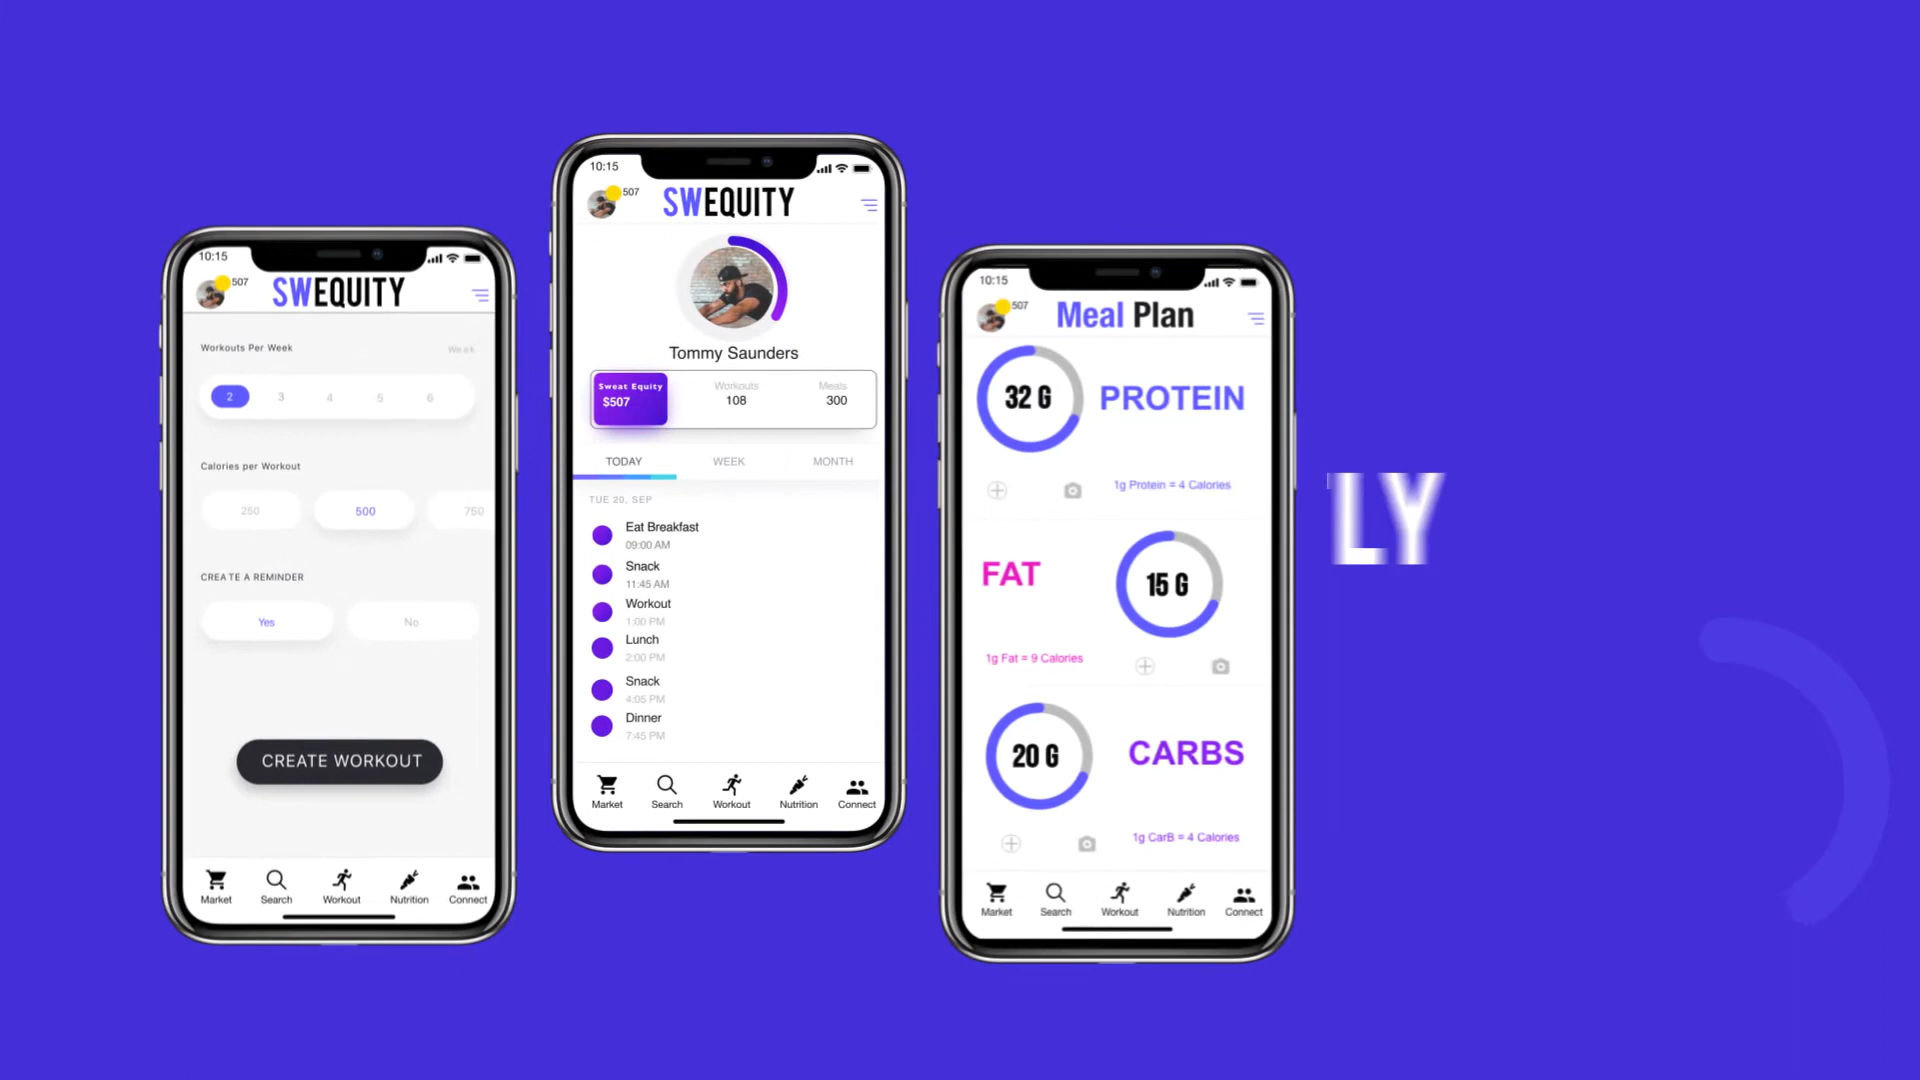 10:15
507
SWEQUITY
Workouts Per Week
Week
2 3 4 5 6
Calories per Workout
250 500 750
CREATE A REMINDER
Yes No
CREATE WORKOUT
Market Search Workout Nutrition Connect
10:15
507
SWEQUITY
Tommy Saunders
Sweat Equity Workouts Meals
$507 108 300
TODAY WEEK MONTH
TUE 20, SEP
Eat Breakfast
09:00 AM
Snack
11:45 AM
Workout
1:00 PM
Lunch
2:00 PM
Snack
4:05 PM
Dinner
7:45 PM
Market Search Workout Nutrition Connect
10:15
507
Meal Plan
32 G PROTEIN
1g Protein = 4 Calories
FAT 15 G
1g Fat = 9 Calories
20 G CARBS
1g CarB = 4 Calories
Market Search Workout Nutrition Connect
LY